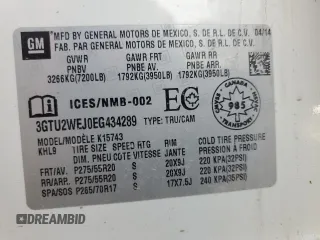 GM
MFD BY GENERAL MOTORS DE MEXICO, S. DE R.L. DE C.V. 04/14
FAB. PAR GENERAL MOTORS DE MEXICO, S. DE R.L. DE C.V.
GVWR GAWR FRT GAWR RR
PNBV PNBE AV. PNBE ARR.
3266KG(7200LB) 1792KG(3950LB) 1792KG(3950LB)
ICES/NMB-002 EC 985
3GTU2WEJ0EG434289 TYPE: TRU/CAM
MODEL/MODÈLE K15743
KHL9 TIRE SIZE SPEED RTG RIM COLD TIRE PRESSURE
DIM. PNEU CÔTE VITESSE JANTE
FRT/AV. P275/55R20 S 20X9J 220 KPA(32PSI)
RR/ARR. P275/55R20 S 20X9J 220 KPA(32PSI)
SPA/SEC P265/70R17 S 17X7.5J 240 KPA(35PSI)
DREAMBID